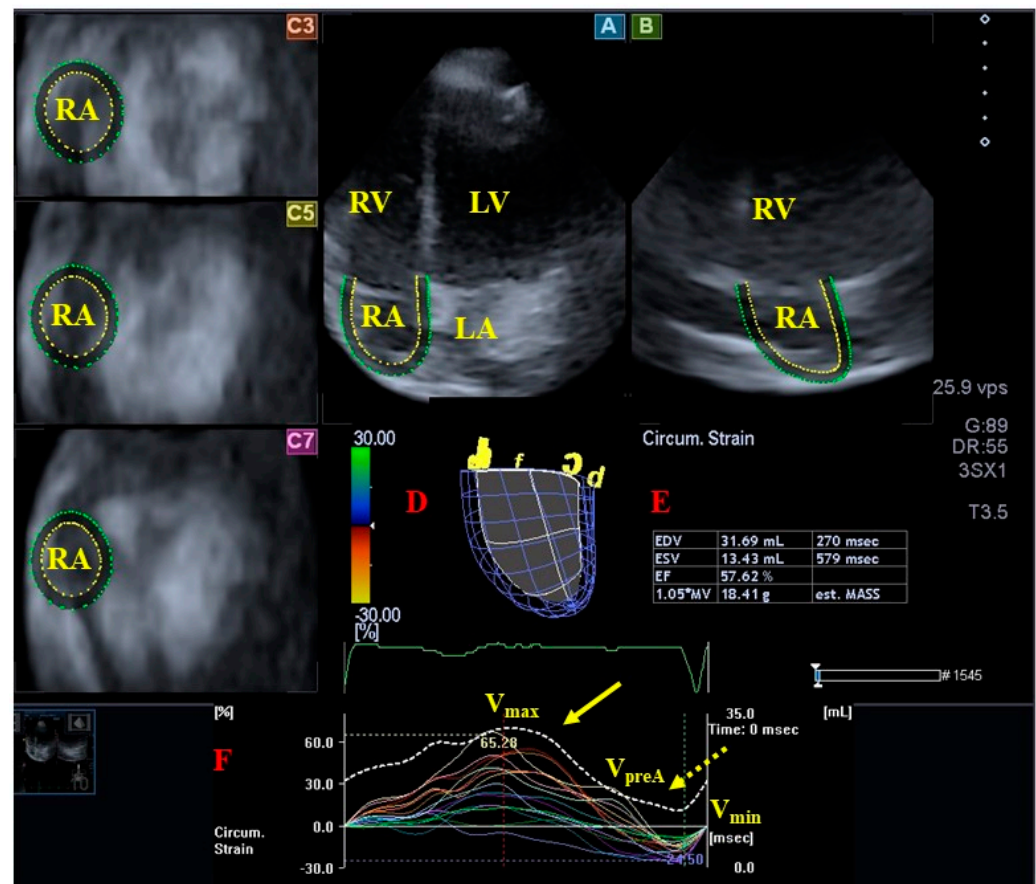 C3
RA
C5
RA
C7
RA
A
RV
LV
RA
LA
B
RV
RA
25.9 vps
G:89
DR:55
3SX1
T3.5
30.00
-30.00
[%]
D
f
d
Circum. Strain
E
EDV 31.69 mL 270 msec
ESV 13.43 mL 579 msec
EF 57.62 %
1.05*MV 18.41 g est. MASS
# 1545
[%]
F
60.0
30.0
0.0
-30.0
Circum.
Strain
Vmax
65.28
VpreA
Vmin
-24.50
35.0
[mL]
Time: 0 msec
[msec]
0.0